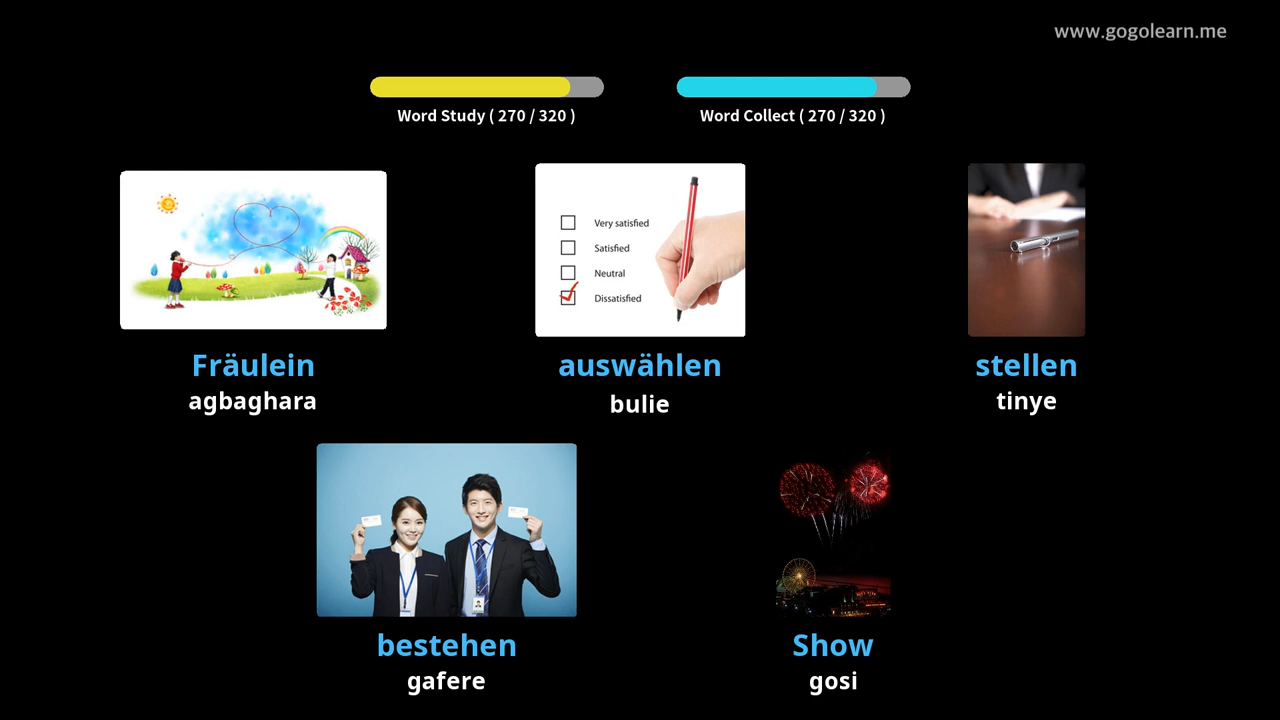 www.gogolearn.me
Word Study ( 270 / 320 )
Word Collect ( 270 / 320 )
Very satisfied
Satisfied
Neutral
Dissatisfied
Fräulein
agbaghara
auswählen
bulie
stellen
tinye
bestehen
gafere
Show
gosi